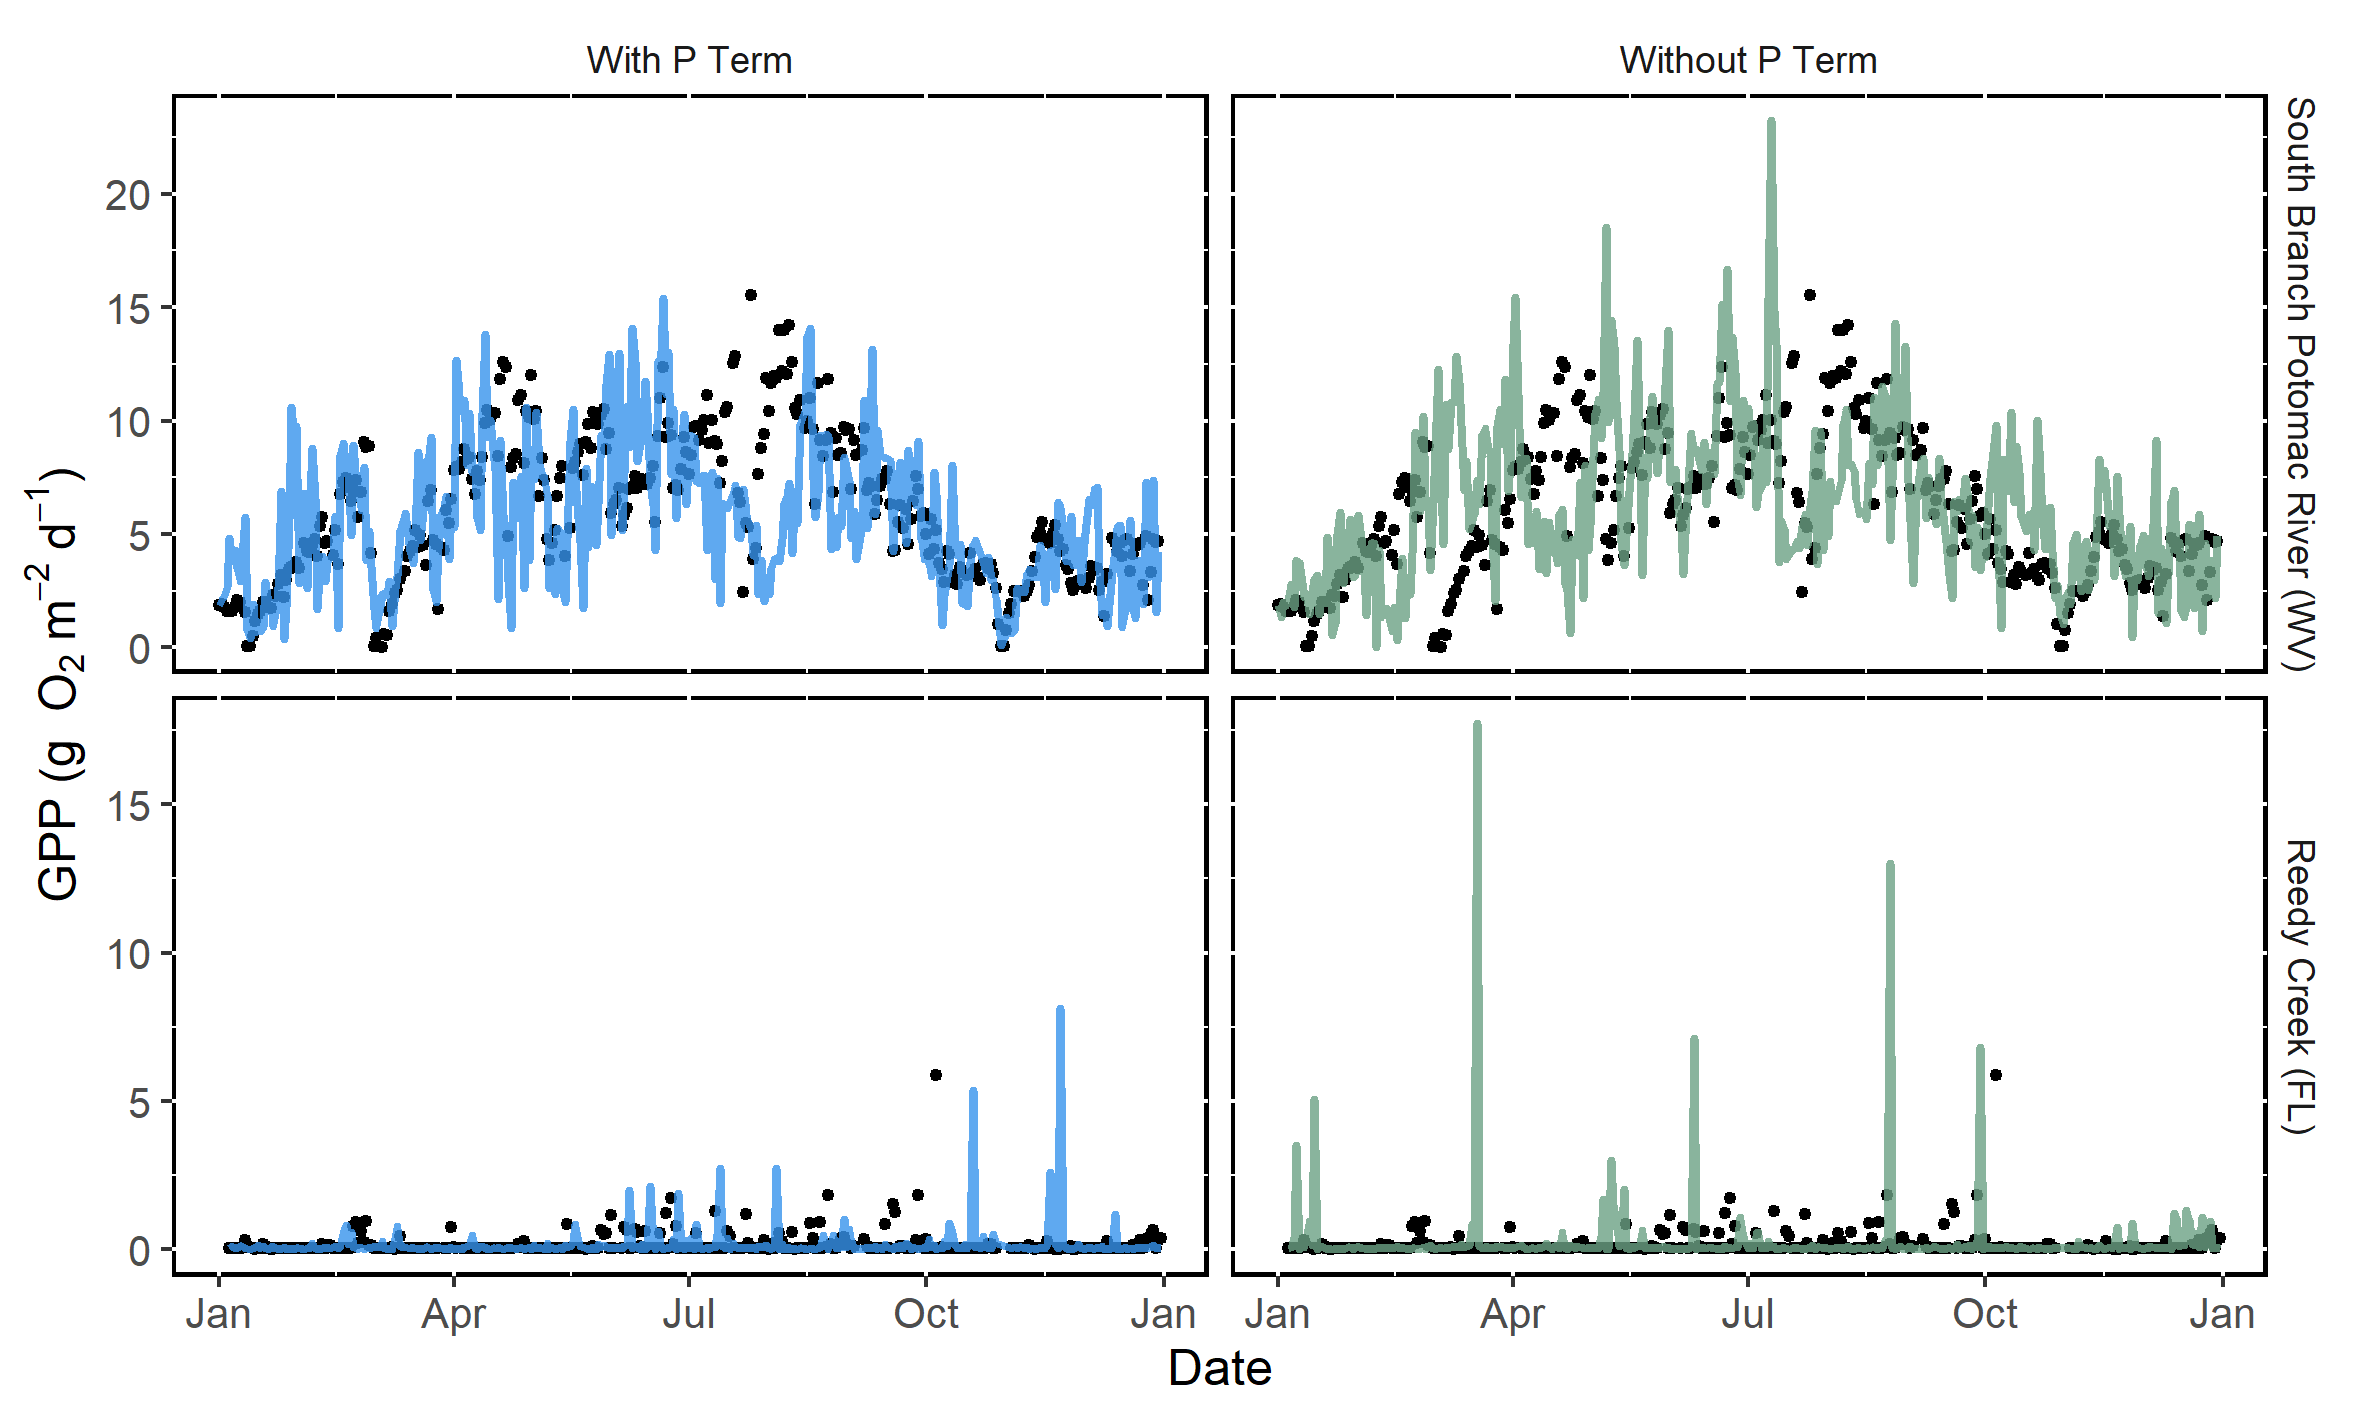 With P Term
Without P Term
South Branch Potomac River (WV)
20
15
10
5
0
GPP (g O₂ m⁻² d⁻¹)
Reedy Creek (FL)
15
10
5
0
Jan Apr Jul Oct Jan Jan Apr Jul Oct Jan
Date